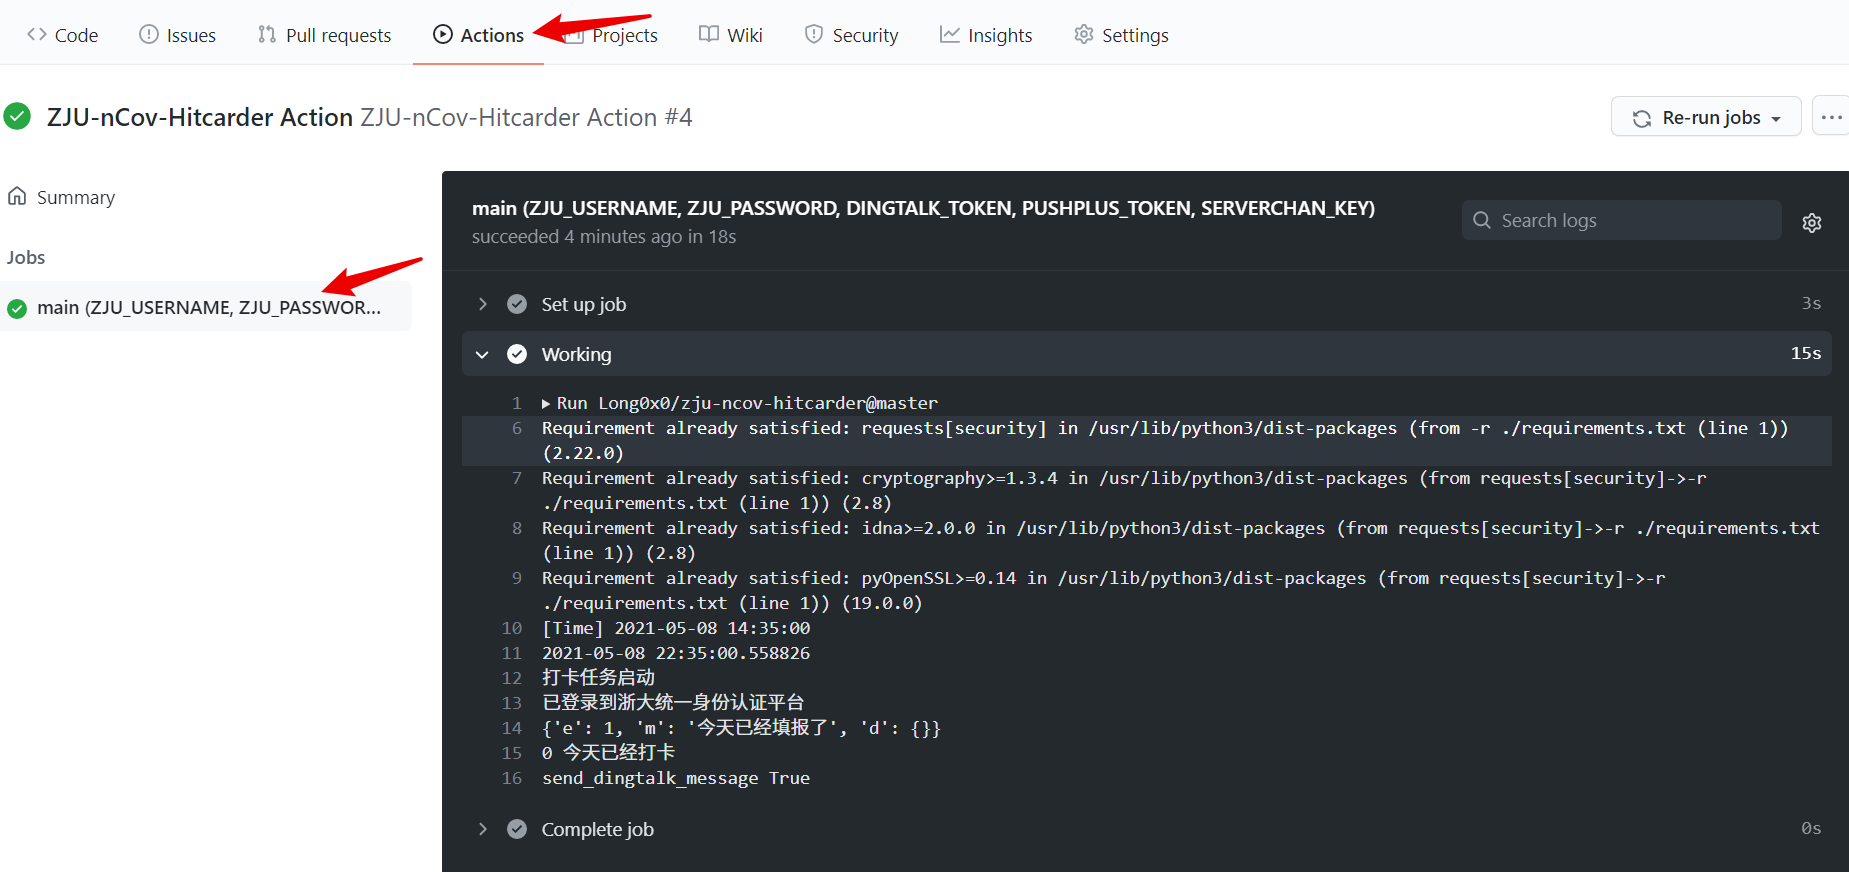 Code Issues Pull requests Actions Projects Wiki Security Insights Settings
ZJU-nCov-Hitcarder Action ZJU-nCov-Hitcarder Action #4
Re-run jobs
Summary
Jobs
main (ZJU_USERNAME, ZJU_PASSWOR...
main (ZJU_USERNAME, ZJU_PASSWORD, DINGTALK_TOKEN, PUSHPLUS_TOKEN, SERVERCHAN_KEY)
succeeded 4 minutes ago in 18s
Search logs
Set up job 3s
Working 15s
1 Run Long0x0/zju-ncov-hitcarder@master
6 Requirement already satisfied: requests[security] in /usr/lib/python3/dist-packages (from -r ./requirements.txt (line 1))
(2.22.0)
7 Requirement already satisfied: cryptography>=1.3.4 in /usr/lib/python3/dist-packages (from requests[security]->-r
./requirements.txt (line 1)) (2.8)
8 Requirement already satisfied: idna>=2.0.0 in /usr/lib/python3/dist-packages (from requests[security]->-r ./requirements.txt
(line 1)) (2.8)
9 Requirement already satisfied: pyOpenSSL>=0.14 in /usr/lib/python3/dist-packages (from requests[security]->-r
./requirements.txt (line 1)) (19.0.0)
10 [Time] 2021-05-08 14:35:00
11 2021-05-08 22:35:00.558826
12 打卡任务启动
13 已登录到浙大统一身份认证平台
14 {'e': 1, 'm': '今天已经填报了', 'd': {}}
15 0 今天已经打卡
16 send_dingtalk_message True
Complete job 0s